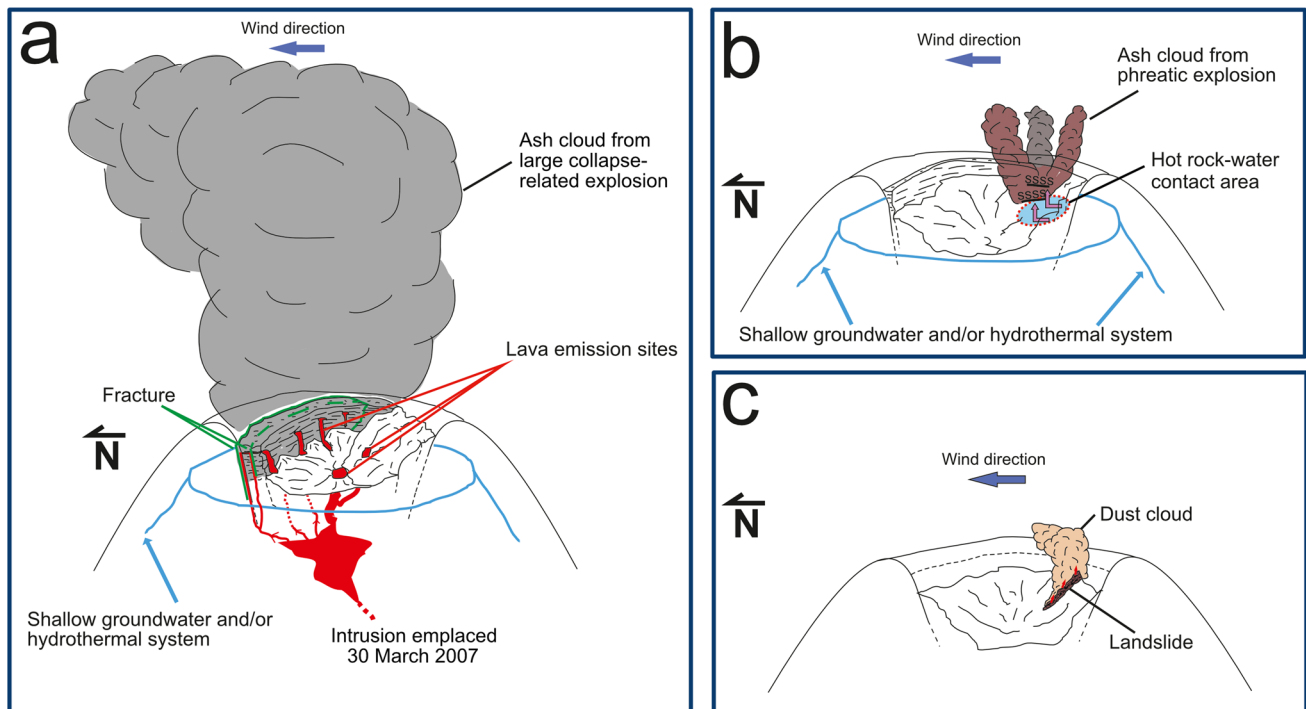 a
Wind direction
Ash cloud from
large collapse-
related explosion
Lava emission sites
Fracture
N
Shallow groundwater and/or
hydrothermal system
Intrusion emplaced
30 March 2007
b
Wind direction
Ash cloud from
phreatic explosion
Hot rock-water
contact area
N
ssss
ssss
Shallow groundwater and/or hydrothermal system
c
Wind direction
N
Dust cloud
Landslide